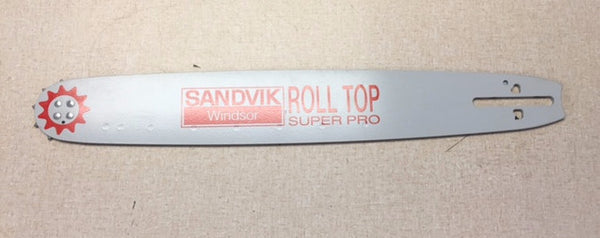 SANDVIK
Windsor
ROLL TOP
SUPER PRO